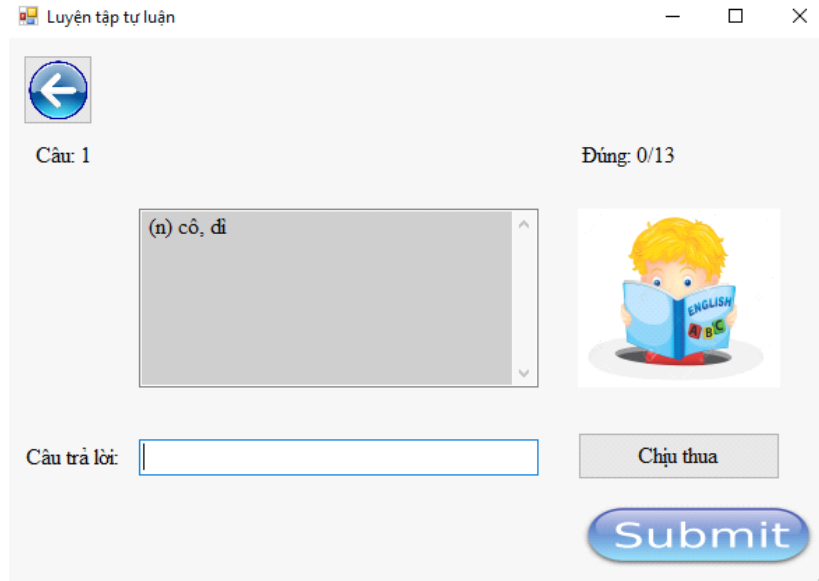 Luyện tập tự luận
Câu: 1
Đúng: 0/13
(n) cô, dì
ENGLISH
A B C
Câu trả lời:
Chịu thua
Submit